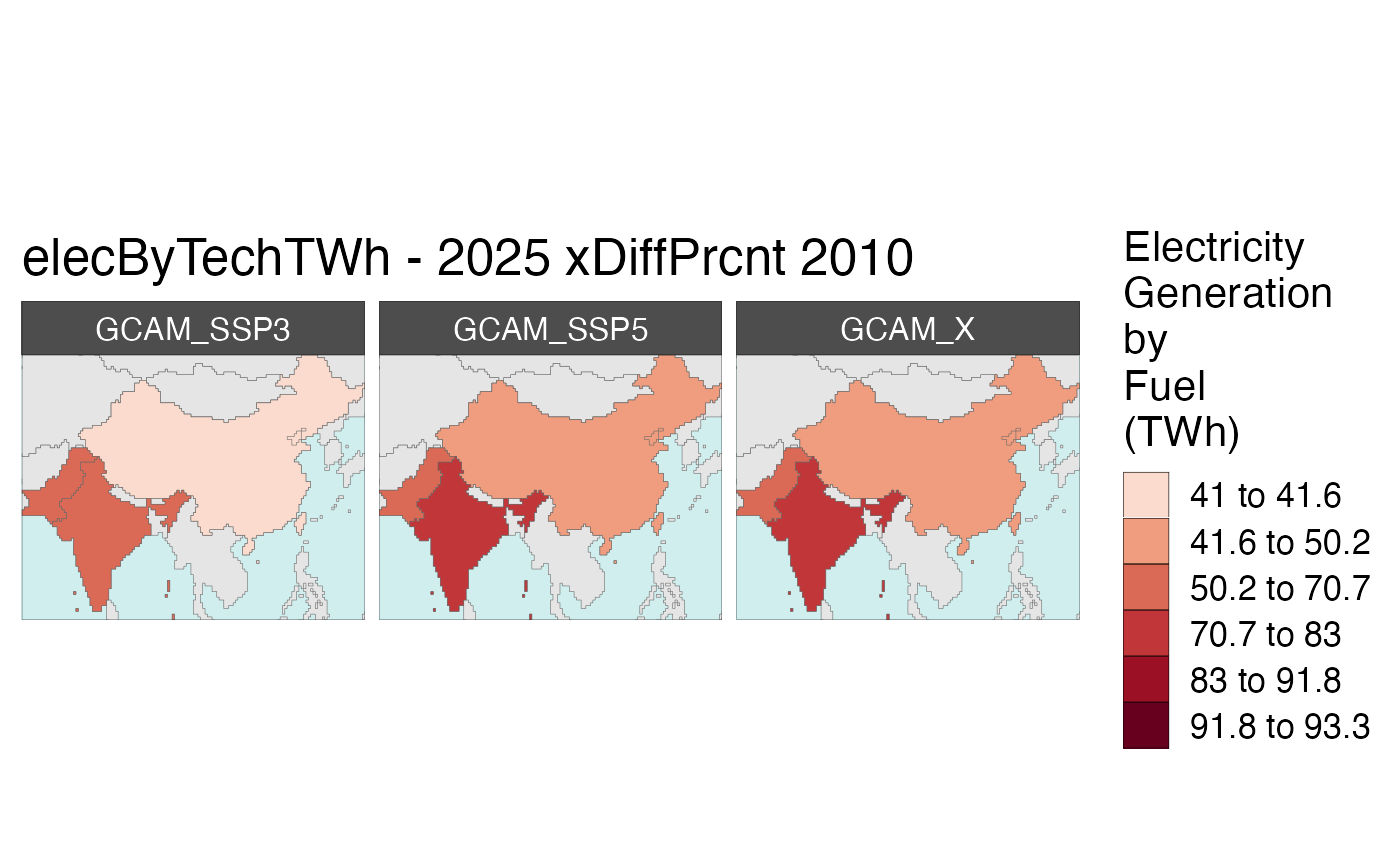 elecByTechTWh - 2025 xDiffPrcnt 2010
GCAM_SSP3
GCAM_SSP5
GCAM_X
Electricity
Generation
by
Fuel
(TWh)
41 to 41.6
41.6 to 50.2
50.2 to 70.7
70.7 to 83
83 to 91.8
91.8 to 93.3